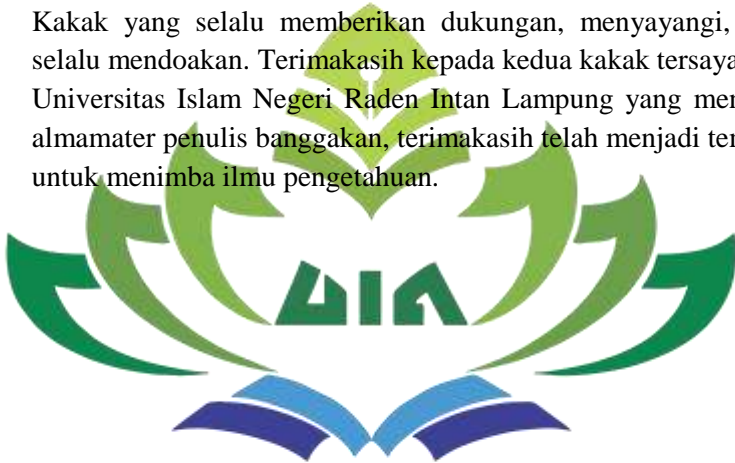 Kakak yang selalu memberikan dukungan, menyayangi,
selalu mendoakan. Terimakasih kepada kedua kakak tersaya
Universitas Islam Negeri Raden Intan Lampung yang mer
almamater penulis banggakan, terimakasih telah menjadi ter
untuk menimba ilmu pengetahuan.
UIN